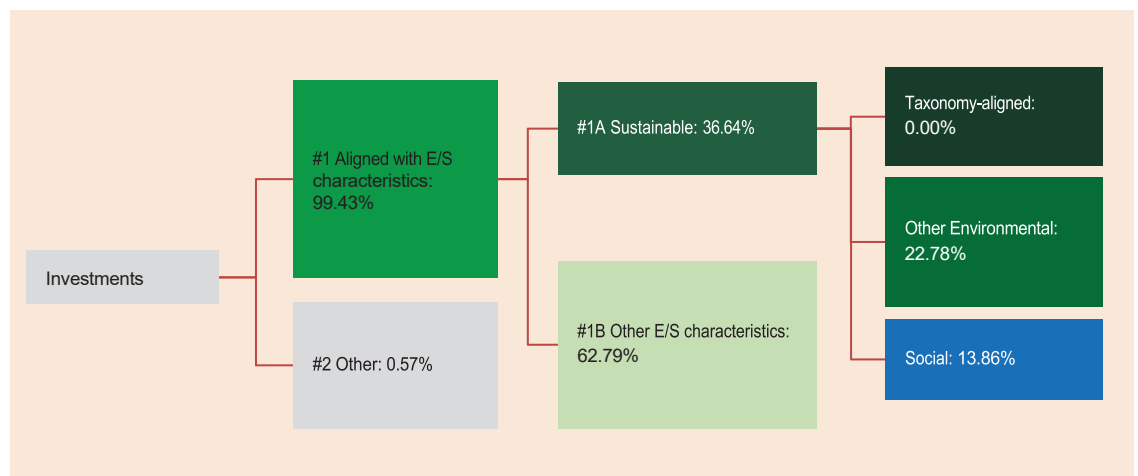 Investments
#1 Aligned with E/S
characteristics:
99.43%
#2 Other: 0.57%
#1A Sustainable: 36.64%
#1B Other E/S characteristics:
62.79%
Taxonomy-aligned:
0.00%
Other Environmental:
22.78%
Social: 13.86%